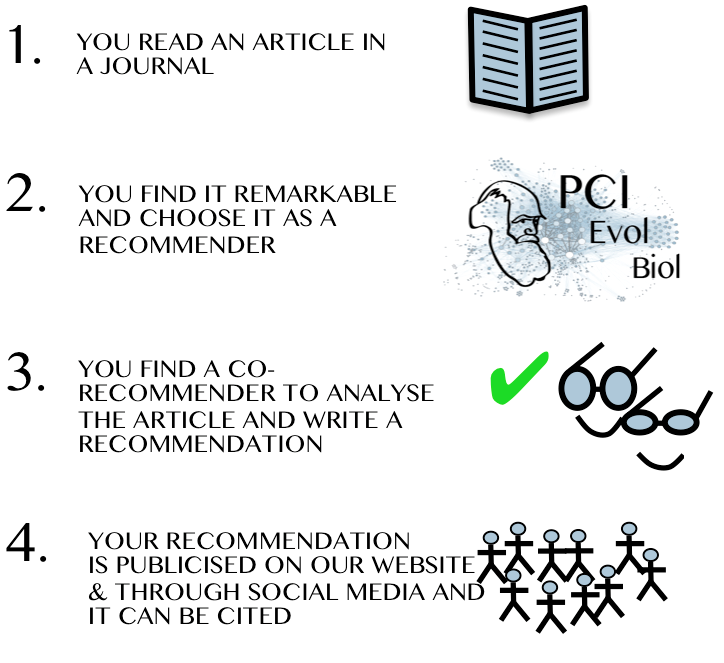 1. YOU READ AN ARTICLE IN
A JOURNAL
2. YOU FIND IT REMARKABLE
AND CHOOSE IT AS A
RECOMMENDER
PCI
Evol
Biol
3. YOU FIND A CO-
RECOMMENDER TO ANALYSE
THE ARTICLE AND WRITE A
RECOMMENDATION
4. YOUR RECOMMENDATION
IS PUBLICISED ON OUR WEBSITE
& THROUGH SOCIAL MEDIA AND
IT CAN BE CITED